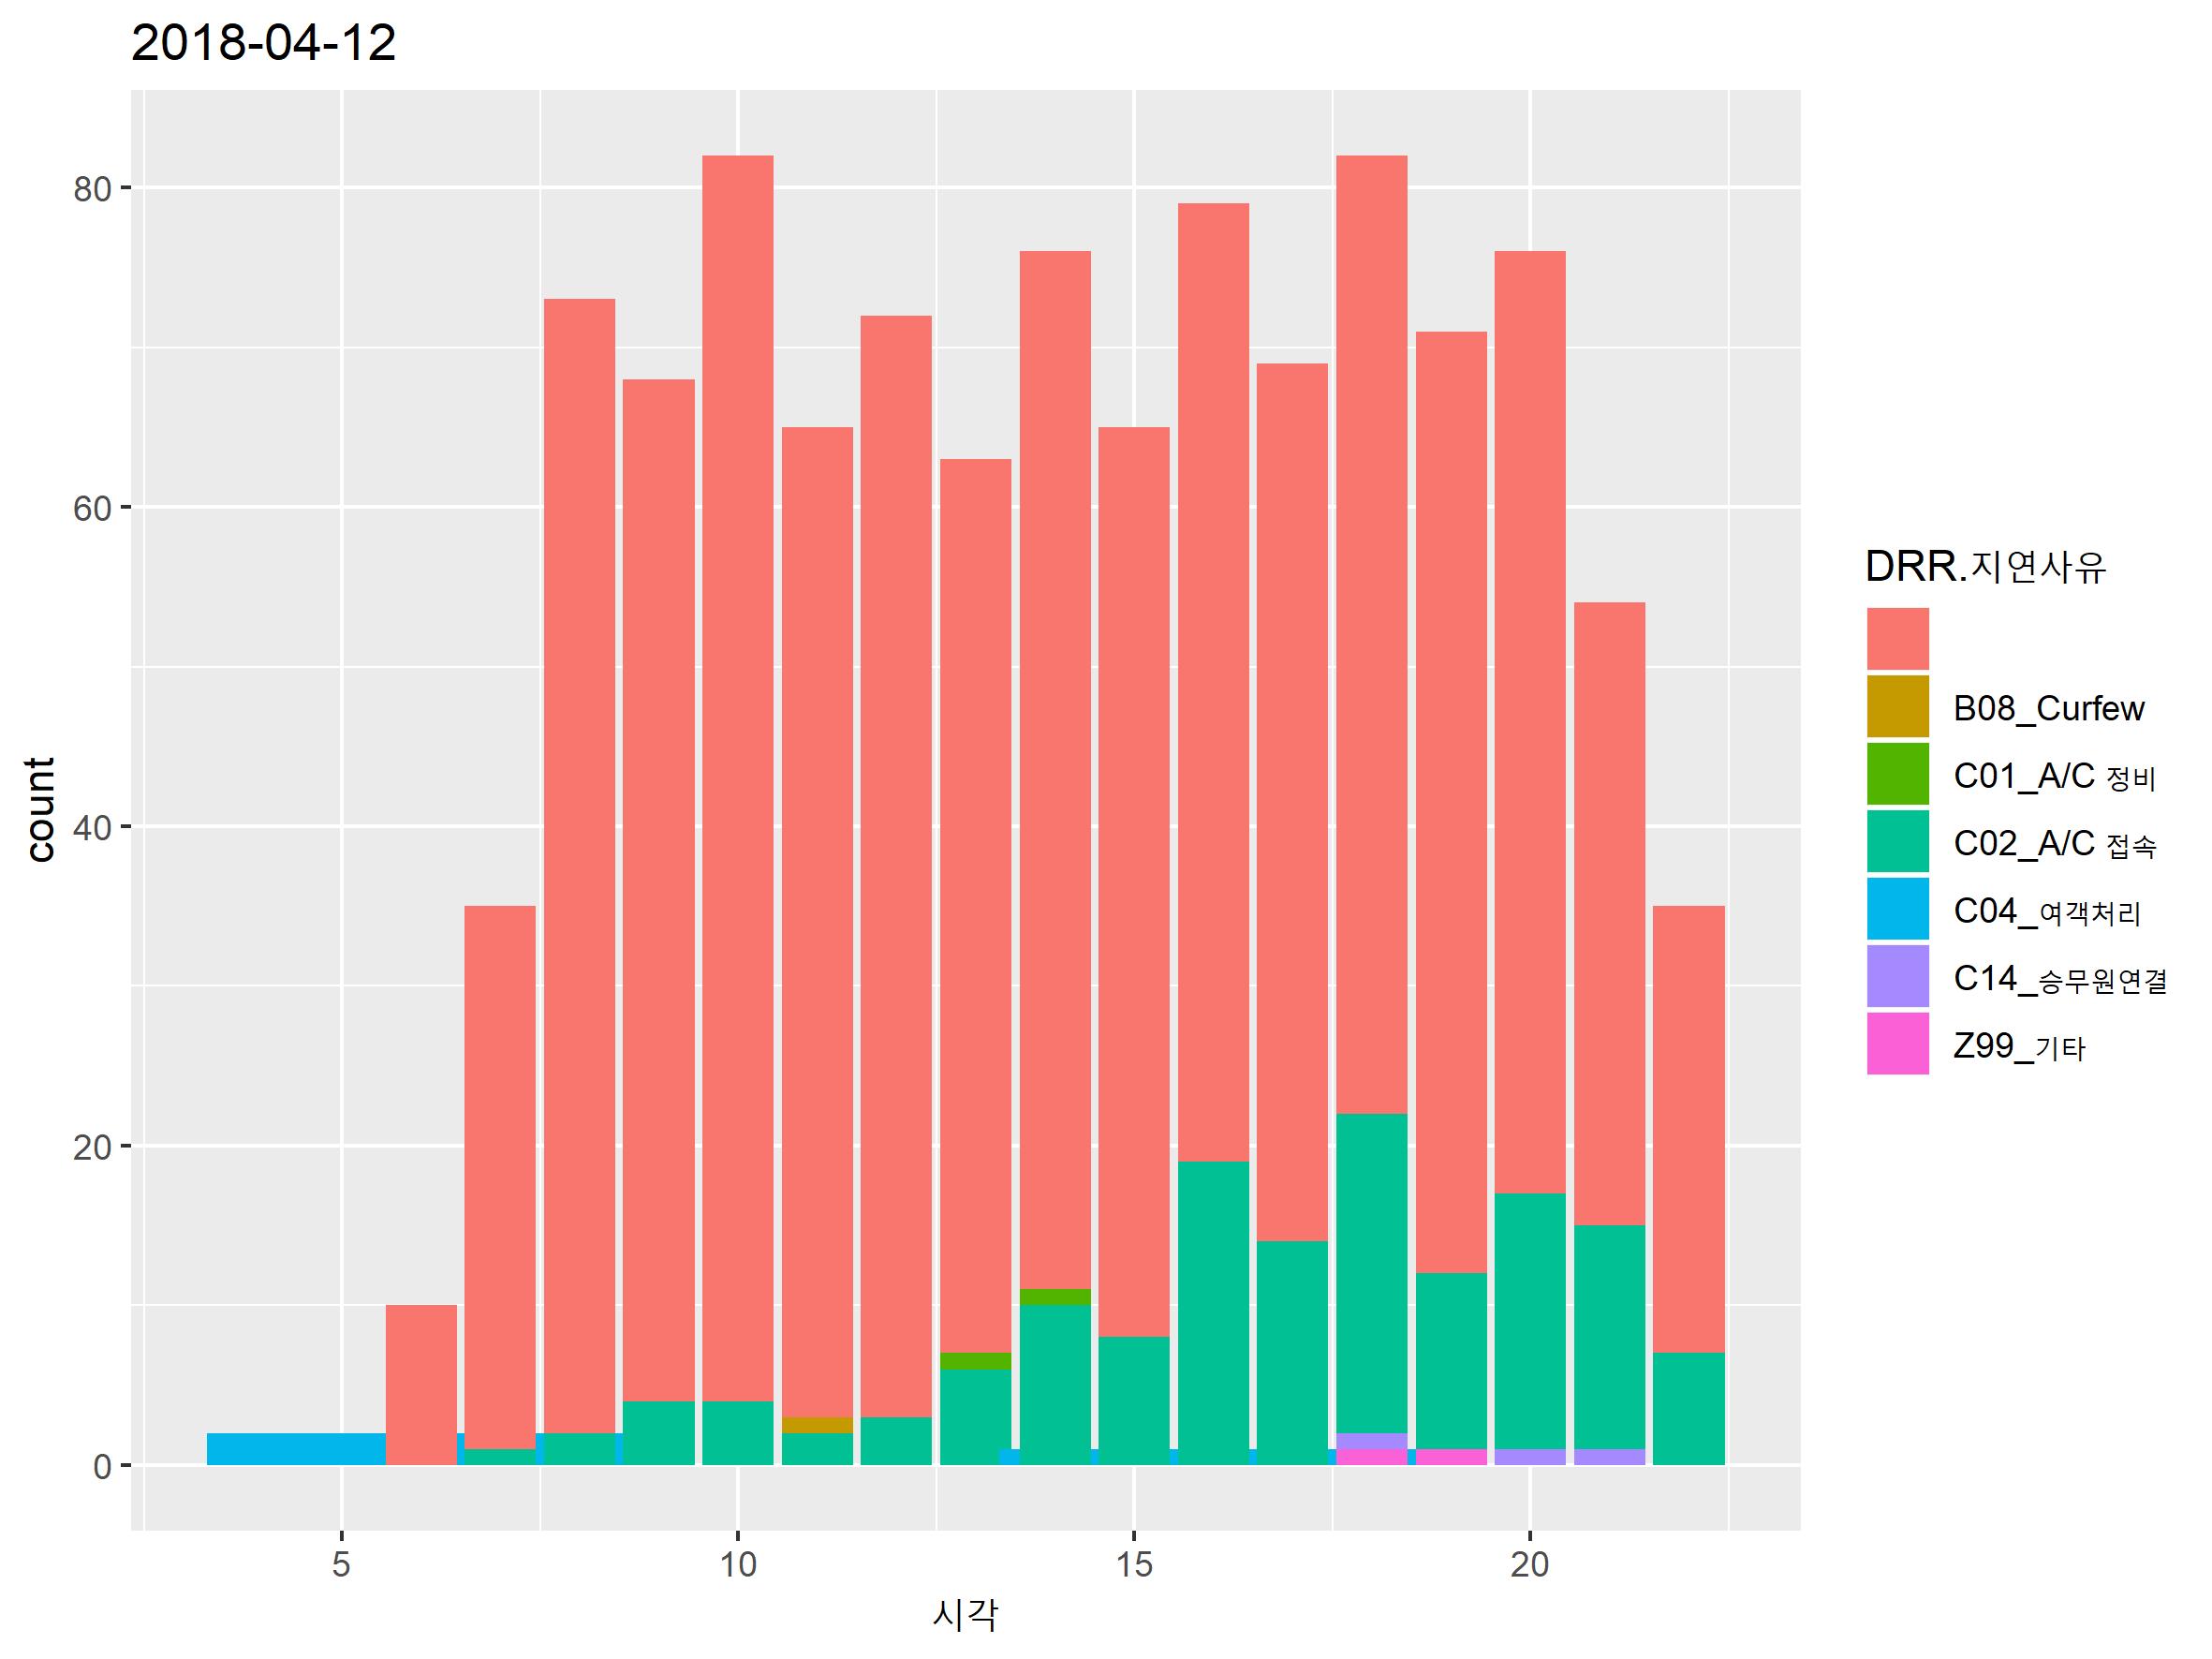 2018-04-12
count
80
60
40
20
0
5 10 15 20
시각
DRR.지연사유
B08_Curfew
C01_A/C 정비
C02_A/C 접속
C04_여객처리
C14_승무원연결
Z99_기타